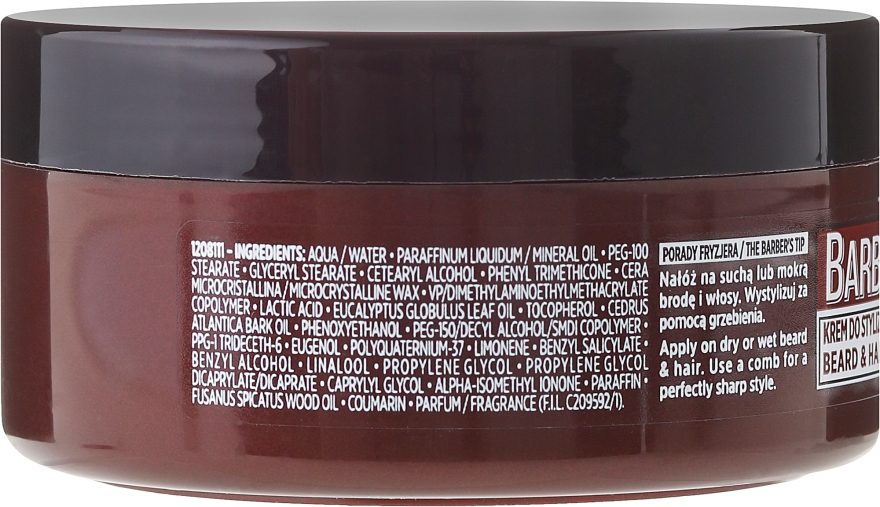 1208111 - INGREDIENTS: AQUA / WATER • PARAFFINUM LIQUIDUM / MINERAL OIL • PEG-100
STEARATE • GLYCERYL STEARATE • CETEARYL ALCOHOL • PHENYL TRIMETHICONE • CERA
MICROCRISTALLINA / MICROCRYSTALLINE WAX • VP/DIMETHYLAMINOETHYLMETHACRYLATE
COPOLYMER • LACTIC ACID • EUCALYPTUS GLOBULUS LEAF OIL • TOCOPHEROL • CEDRUS
ATLANTICA BARK OIL • PHENOXYETHANOL • PEG-150/DECYL ALCOHOL/SMDI COPOLYMER •
PPG-1 TRIDECETH-6 • EUGENOL • POLYQUATERNIUM-37 • LIMONENE • BENZYL SALICYLATE •
BENZYL ALCOHOL • LINALOOL • PROPYLENE GLYCOL • PROPYLENE GLYCOL
DICAPRYLATE/DICAPRATE • CAPRYLYL GLYCOL • ALPHA-ISOMETHYL IONONE • PARAFFIN •
FUSANUS SPICATUS WOOD OIL • COUMARIN • PARFUM / FRAGRANCE (F.I.L. C209592/1).
PORADY FRYZJERA / THE BARBER'S TIP
Nałóż na suchą lub mokrą
brodę i włosy. Wystylizuj za
pomocą grzebienia.
Apply on dry or wet beard
& hair. Use a comb for a
perfectly sharp style.
BARB
KREM DO STYLIZ
BEARD & HA